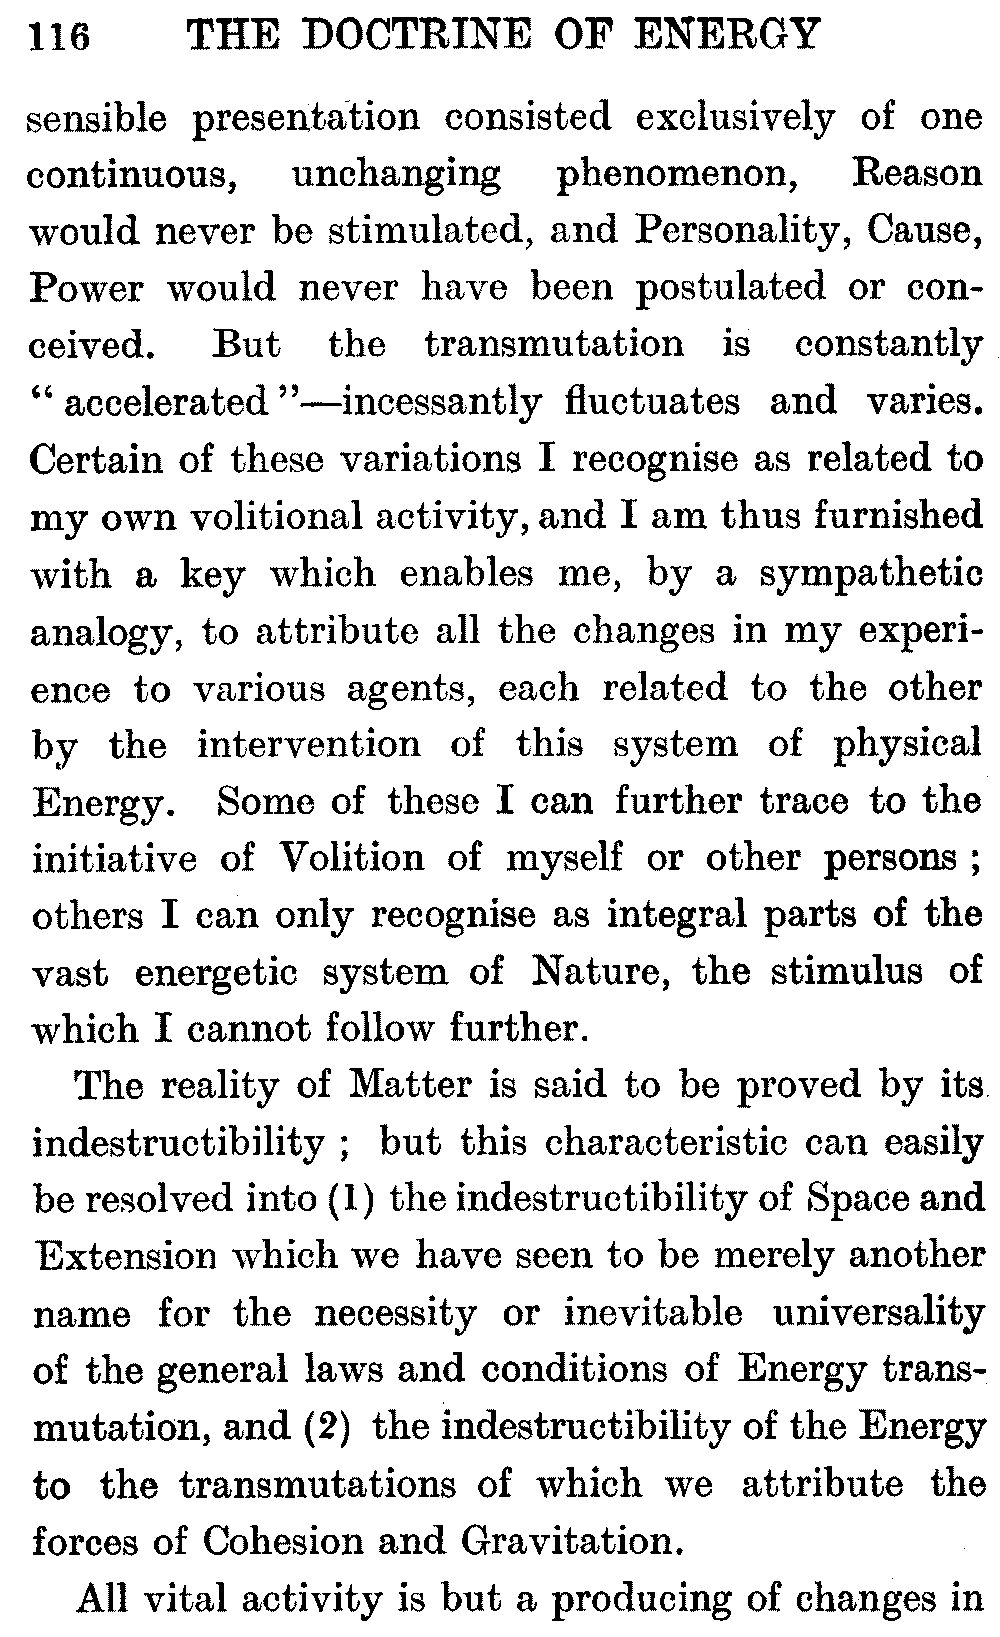 116 THE DOCTRINE OF ENERGY
sensible presentation consisted exclusively of one
continuous, unchanging phenomenon, Reason
would never be stimulated, and Personality, Cause,
Power would never have been postulated or con-
ceived. But the transmutation is constantly
“ accelerated ”—incessantly fluctuates and varies.
Certain of these variations I recognise as related to
my own volitional activity, and I am thus furnished
with a key which enables me, by a sympathetic
analogy, to attribute all the changes in my experi-
ence to various agents, each related to the other
by the intervention of this system of physical
Energy. Some of these I can further trace to the
initiative of Volition of myself or other persons ;
others I can only recognise as integral parts of the
vast energetic system of Nature, the stimulus of
which I cannot follow further.
The reality of Matter is said to be proved by its
indestructibility ; but this characteristic can easily
be resolved into (1) the indestructibility of Space and
Extension which we have seen to be merely another
name for the necessity or inevitable universality
of the general laws and conditions of Energy trans-
mutation, and (2) the indestructibility of the Energy
to the transmutations of which we attribute the
forces of Cohesion and Gravitation.
All vital activity is but a producing of changes in